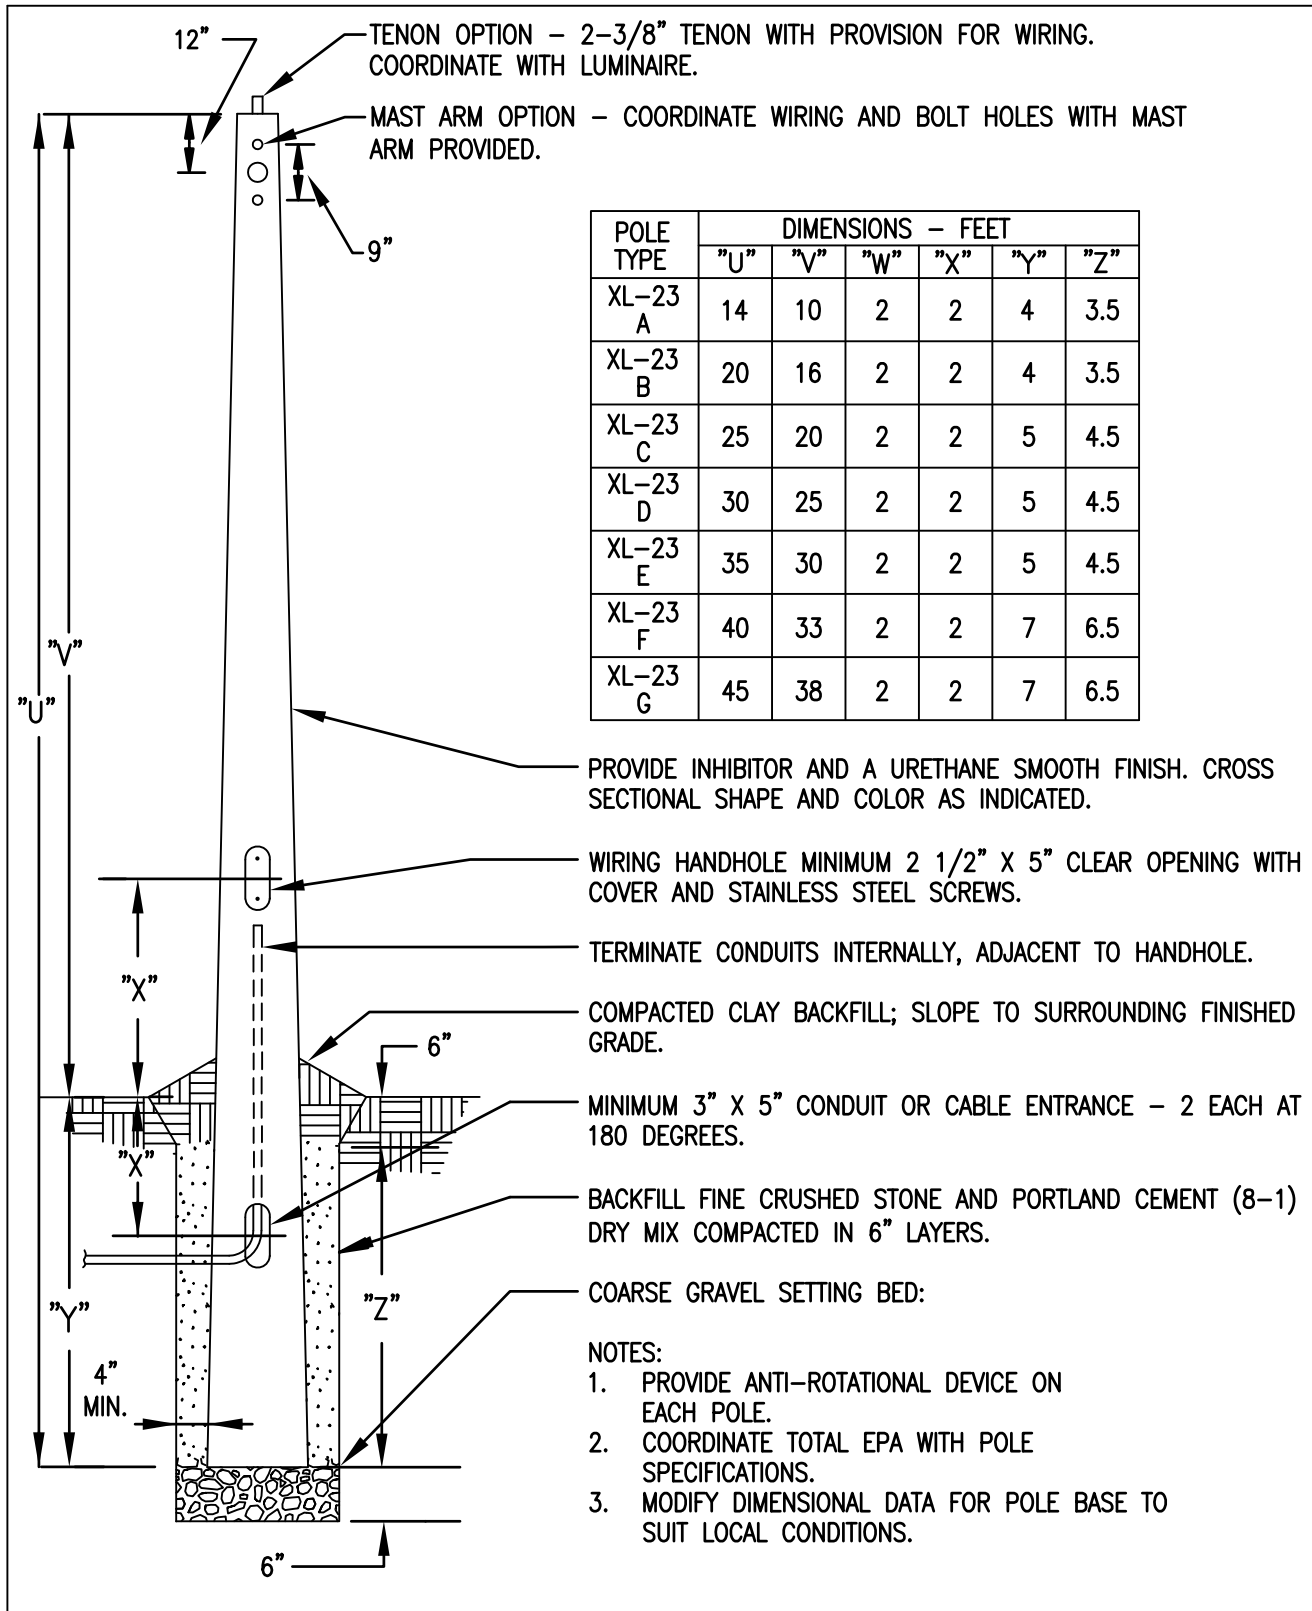 12”
TENON OPTION – 2–3/8” TENON WITH PROVISION FOR WIRING.
COORDINATE WITH LUMINAIRE.
MAST ARM OPTION – COORDINATE WIRING AND BOLT HOLES WITH MAST
ARM PROVIDED.
9”
POLE TYPE DIMENSIONS – FEET
”U” ”V” ”W” ”X” ”Y” ”Z”
XL–23 A 14 10 2 2 4 3.5
XL–23 B 20 16 2 2 4 3.5
XL–23 C 25 20 2 2 5 4.5
XL–23 D 30 25 2 2 5 4.5
XL–23 E 35 30 2 2 5 4.5
XL–23 F 40 33 2 2 7 6.5
XL–23 G 45 38 2 2 7 6.5
”V”
”U”
PROVIDE INHIBITOR AND A URETHANE SMOOTH FINISH. CROSS
SECTIONAL SHAPE AND COLOR AS INDICATED.
WIRING HANDHOLE MINIMUM 2 1/2” X 5” CLEAR OPENING WITH
COVER AND STAINLESS STEEL SCREWS.
TERMINATE CONDUITS INTERNALLY, ADJACENT TO HANDHOLE.
”X”
COMPACTED CLAY BACKFILL; SLOPE TO SURROUNDING FINISHED
GRADE.
6”
MINIMUM 3” X 5” CONDUIT OR CABLE ENTRANCE – 2 EACH AT
180 DEGREES.
”X”
BACKFILL FINE CRUSHED STONE AND PORTLAND CEMENT (8–1)
DRY MIX COMPACTED IN 6” LAYERS.
COARSE GRAVEL SETTING BED:
”Y”
”Z”
4”
MIN.
NOTES:
1. PROVIDE ANTI–ROTATIONAL DEVICE ON
EACH POLE.
2. COORDINATE TOTAL EPA WITH POLE
SPECIFICATIONS.
3. MODIFY DIMENSIONAL DATA FOR POLE BASE TO
SUIT LOCAL CONDITIONS.
6”